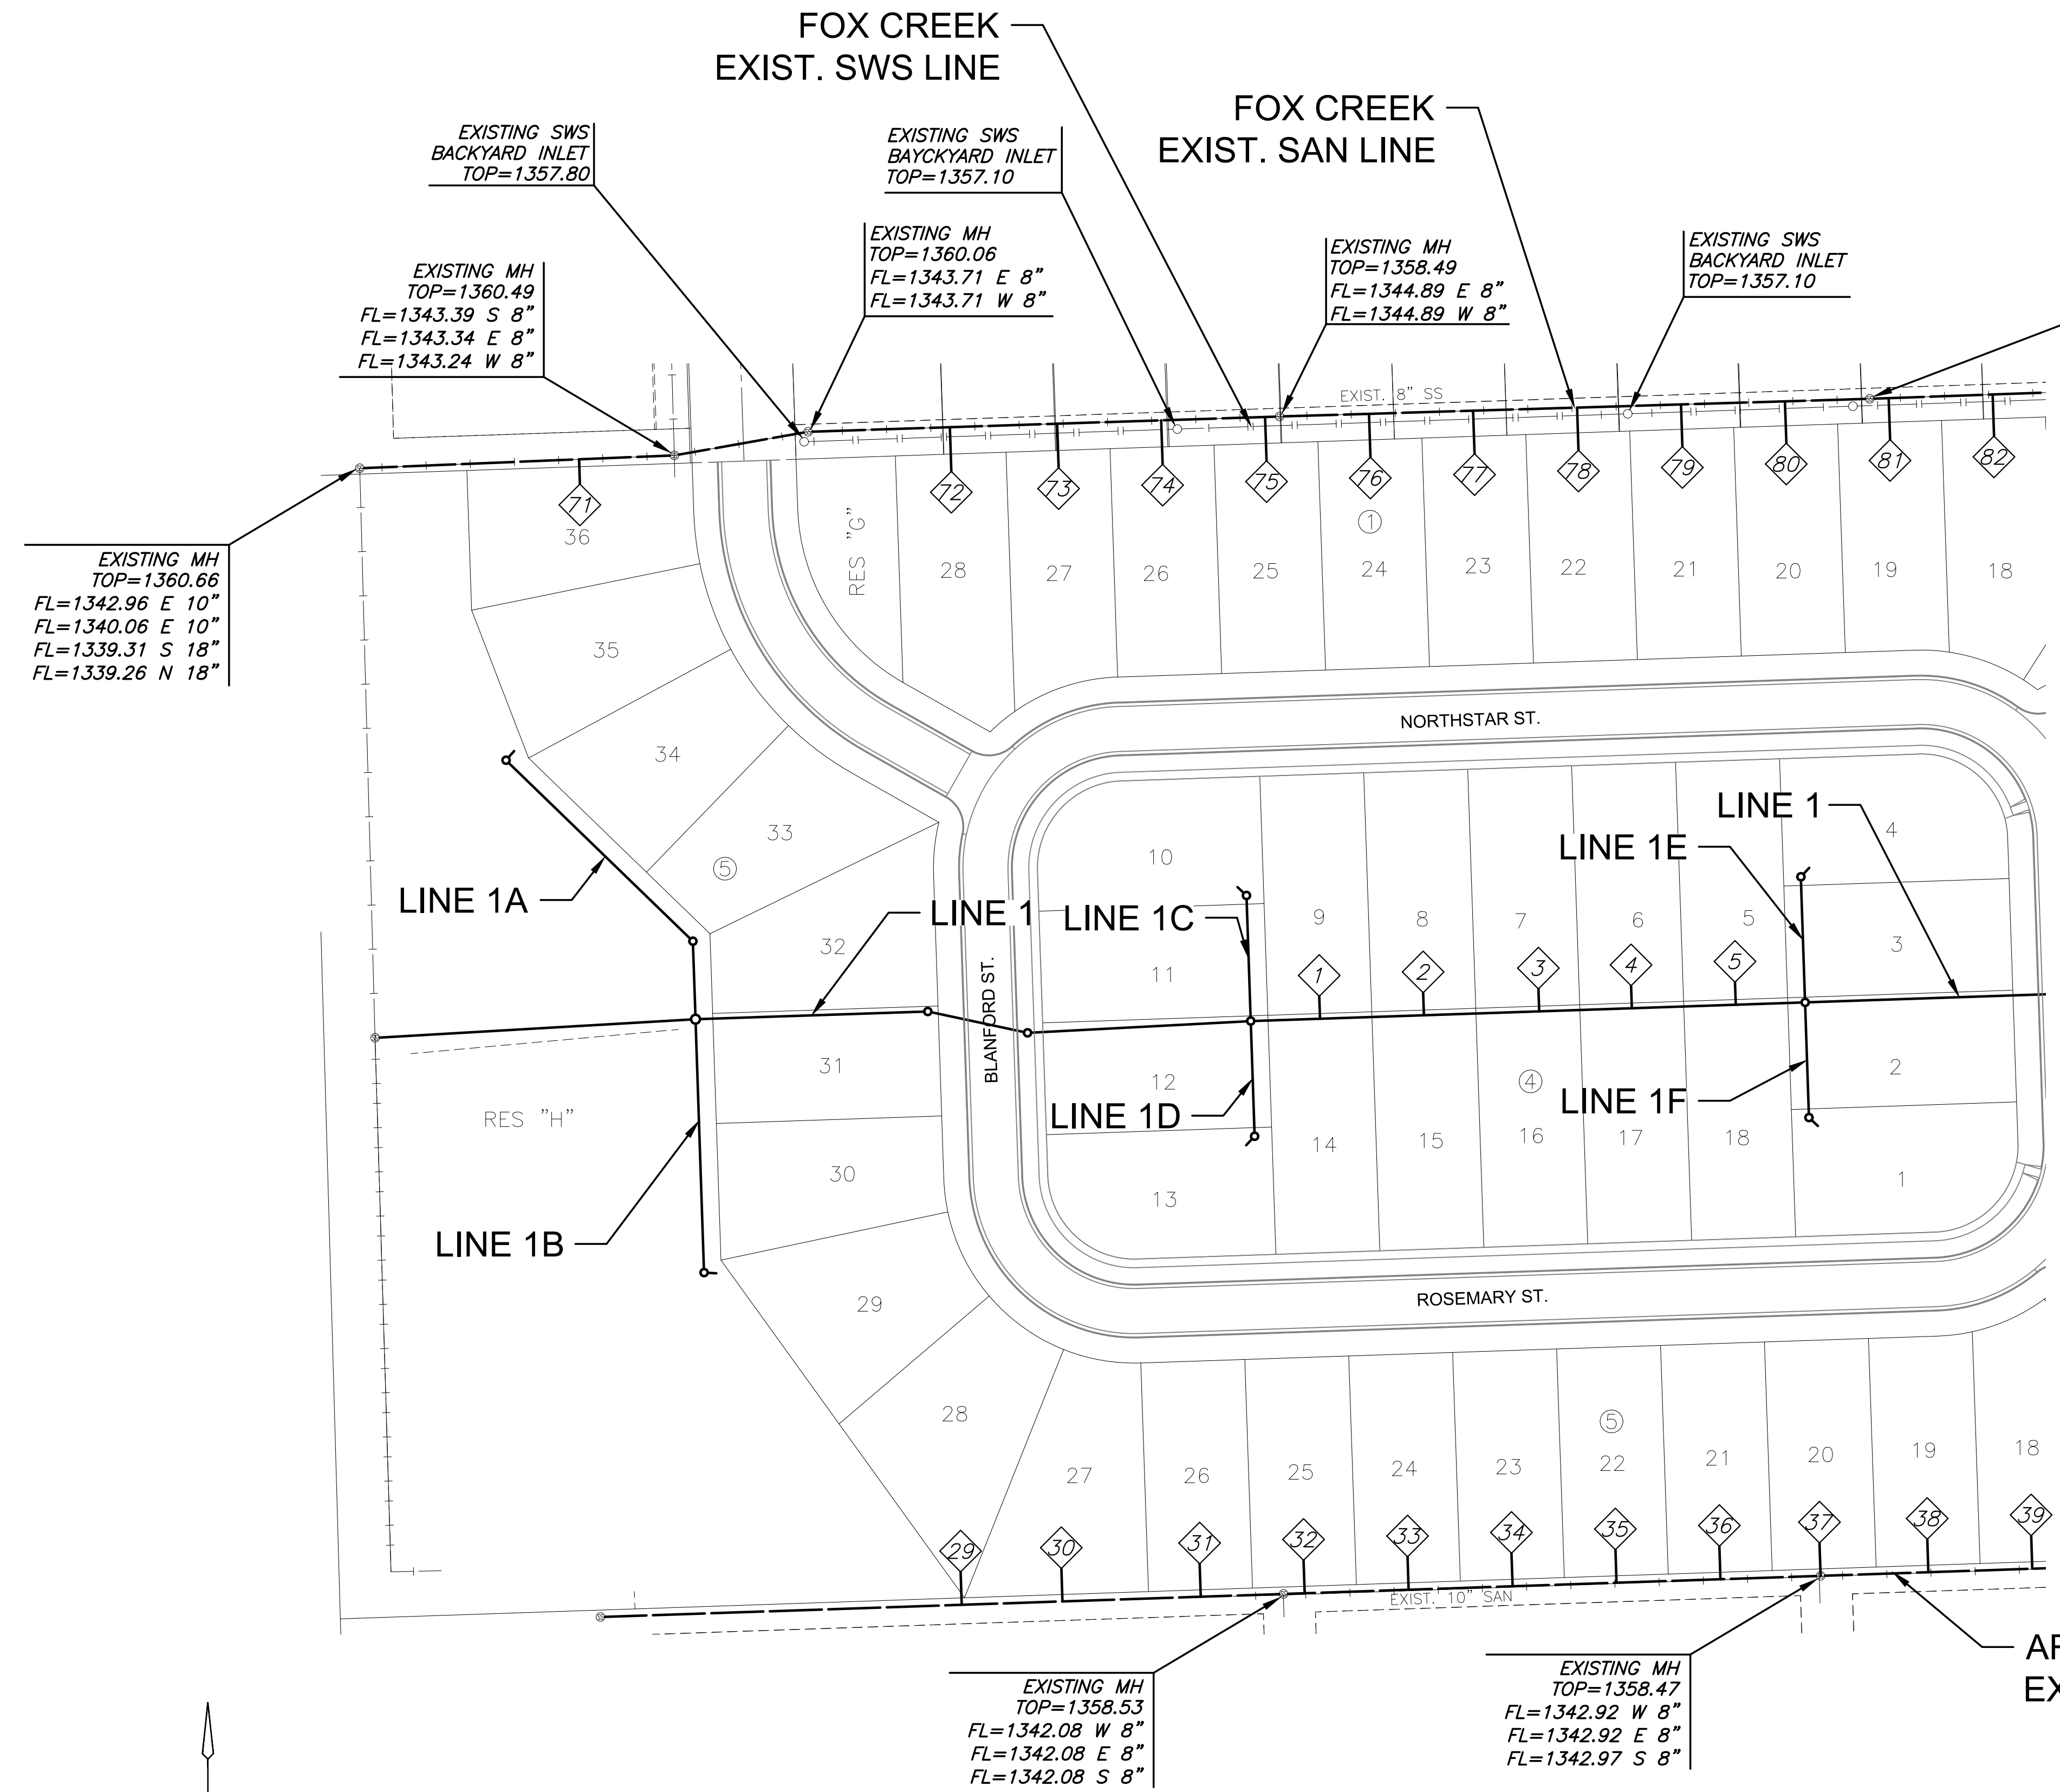 FOX CREEK
EXIST. SWS LINE
FOX CREEK
EXIST. SAN LINE
EXISTING SWS
BACKYARD INLET
TOP=1357.80
EXISTING SWS
BAYCKYARD INLET
TOP=1357.10
EXISTING MH
TOP=1360.49
FL=1343.39 S 8"
FL=1343.34 E 8"
FL=1343.24 W 8"
EXISTING MH
TOP=1360.06
FL=1343.71 E 8"
FL=1343.71 W 8"
EXISTING MH
TOP=1358.49
FL=1344.89 E 8"
FL=1344.89 W 8"
EXISTING SWS
BACKYARD INLET
TOP=1357.10
EXIST. 8" SS
71
72
73
74
75
76
77
78
79
80
81
82
EXISTING MH
TOP=1360.66
FL=1342.96 E 10"
FL=1340.06 E 10"
FL=1339.31 S 18"
FL=1339.26 N 18"
36
RES "G"
28
27
26
25
1
24
23
22
21
20
19
18
35
34
33
5
NORTHSTAR ST.
LINE 1
LINE 1E
4
10
LINE 1A
LINE 1
LINE 1C
32
9
8
7
6
5
3
11
1
2
3
4
5
BLANFORD ST.
31
12
4
2
RES "H"
LINE 1D
LINE 1F
30
14
15
16
17
18
13
1
LINE 1B
29
ROSEMARY ST.
28
5
27
26
25
24
23
22
21
20
19
18
29
30
31
32
33
34
35
36
37
38
39
EXIST. 10" SAN
EXISTING MH
TOP=1358.53
FL=1342.08 W 8"
FL=1342.08 E 8"
FL=1342.08 S 8"
EXISTING MH
TOP=1358.47
FL=1342.92 W 8"
FL=1342.92 E 8"
FL=1342.97 S 8"